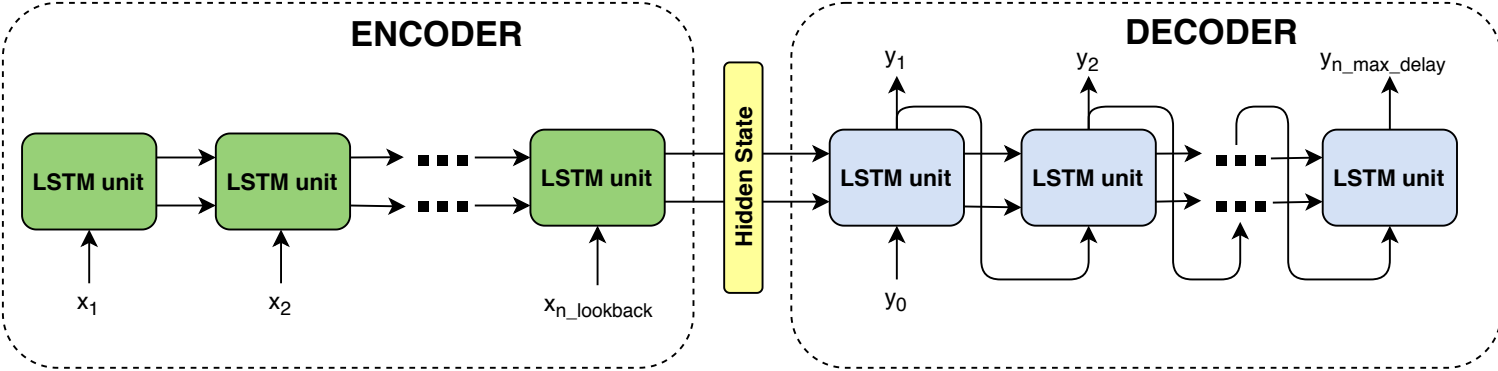 ENCODER
DECODER
y1
y2
yn_max_delay
LSTM unit
LSTM unit
LSTM unit
Hidden State
LSTM unit
LSTM unit
LSTM unit
x1
x2
xn_lookback
y0